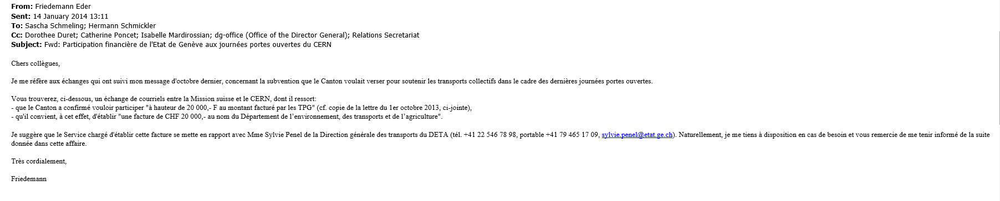 From: Friedemann Eder
Sent: 14 January 2014 13:11
To: Sascha Schmeling; Hermann Schmickler
Cc: Dorothee Duret; Catherine Poncet; Isabelle Mardirossian; dg-office (Office of the Director General); Relations Secretariat
Subject: Fwd: Participation financière de l'Etat de Genève aux journées portes ouvertes du CERN
Chers collègues,
Je me réfère aux échanges qui ont suivi mon message d'octobre dernier, concernant la subvention que le Canton voulait verser pour soutenir les transports collectifs dans le cadre des dernières journées portes ouvertes.
Vous trouverez, ci-dessous, un échange de courriels entre la Mission suisse et le CERN, dont il ressort:
- que le Canton a confirmé vouloir participer "à hauteur de 20 000,- F au montant facturé par les TPG" (cf. copie de la lettre du 1er octobre 2013, ci-jointe),
- qu'il convient, à cet effet, d'établir "une facture de CHF 20 000,- au nom du Département de l’environnement, des transports et de l’agriculture".
Je suggère que le Service chargé d'établir cette facture se mette en rapport avec Mme Sylvie Penel de la Direction générale des transports du DETA (tél. +41 22 546 78 98, portable +41 79 465 17 09, sylvie.penel@etat.ge.ch). Naturellement, je me tiens à disposition en cas de besoin et vous remercie de me tenir informé de la suite
donnée dans cette affaire.
Très cordialement,
Friedemann